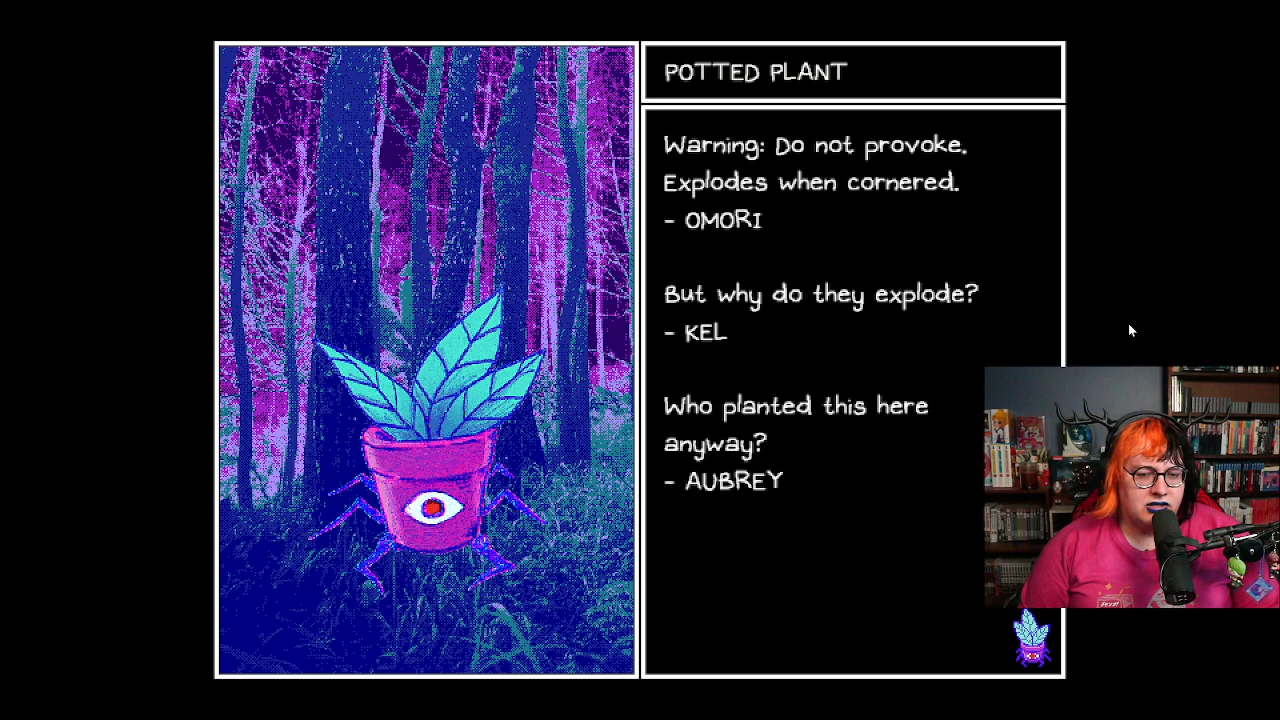 POTTED PLANT
Warning: Do not provoke.
Explodes when cornered.
- OMORI
But why do they explode?
- KEL
Who planted this here
anyway?
- AUBREY